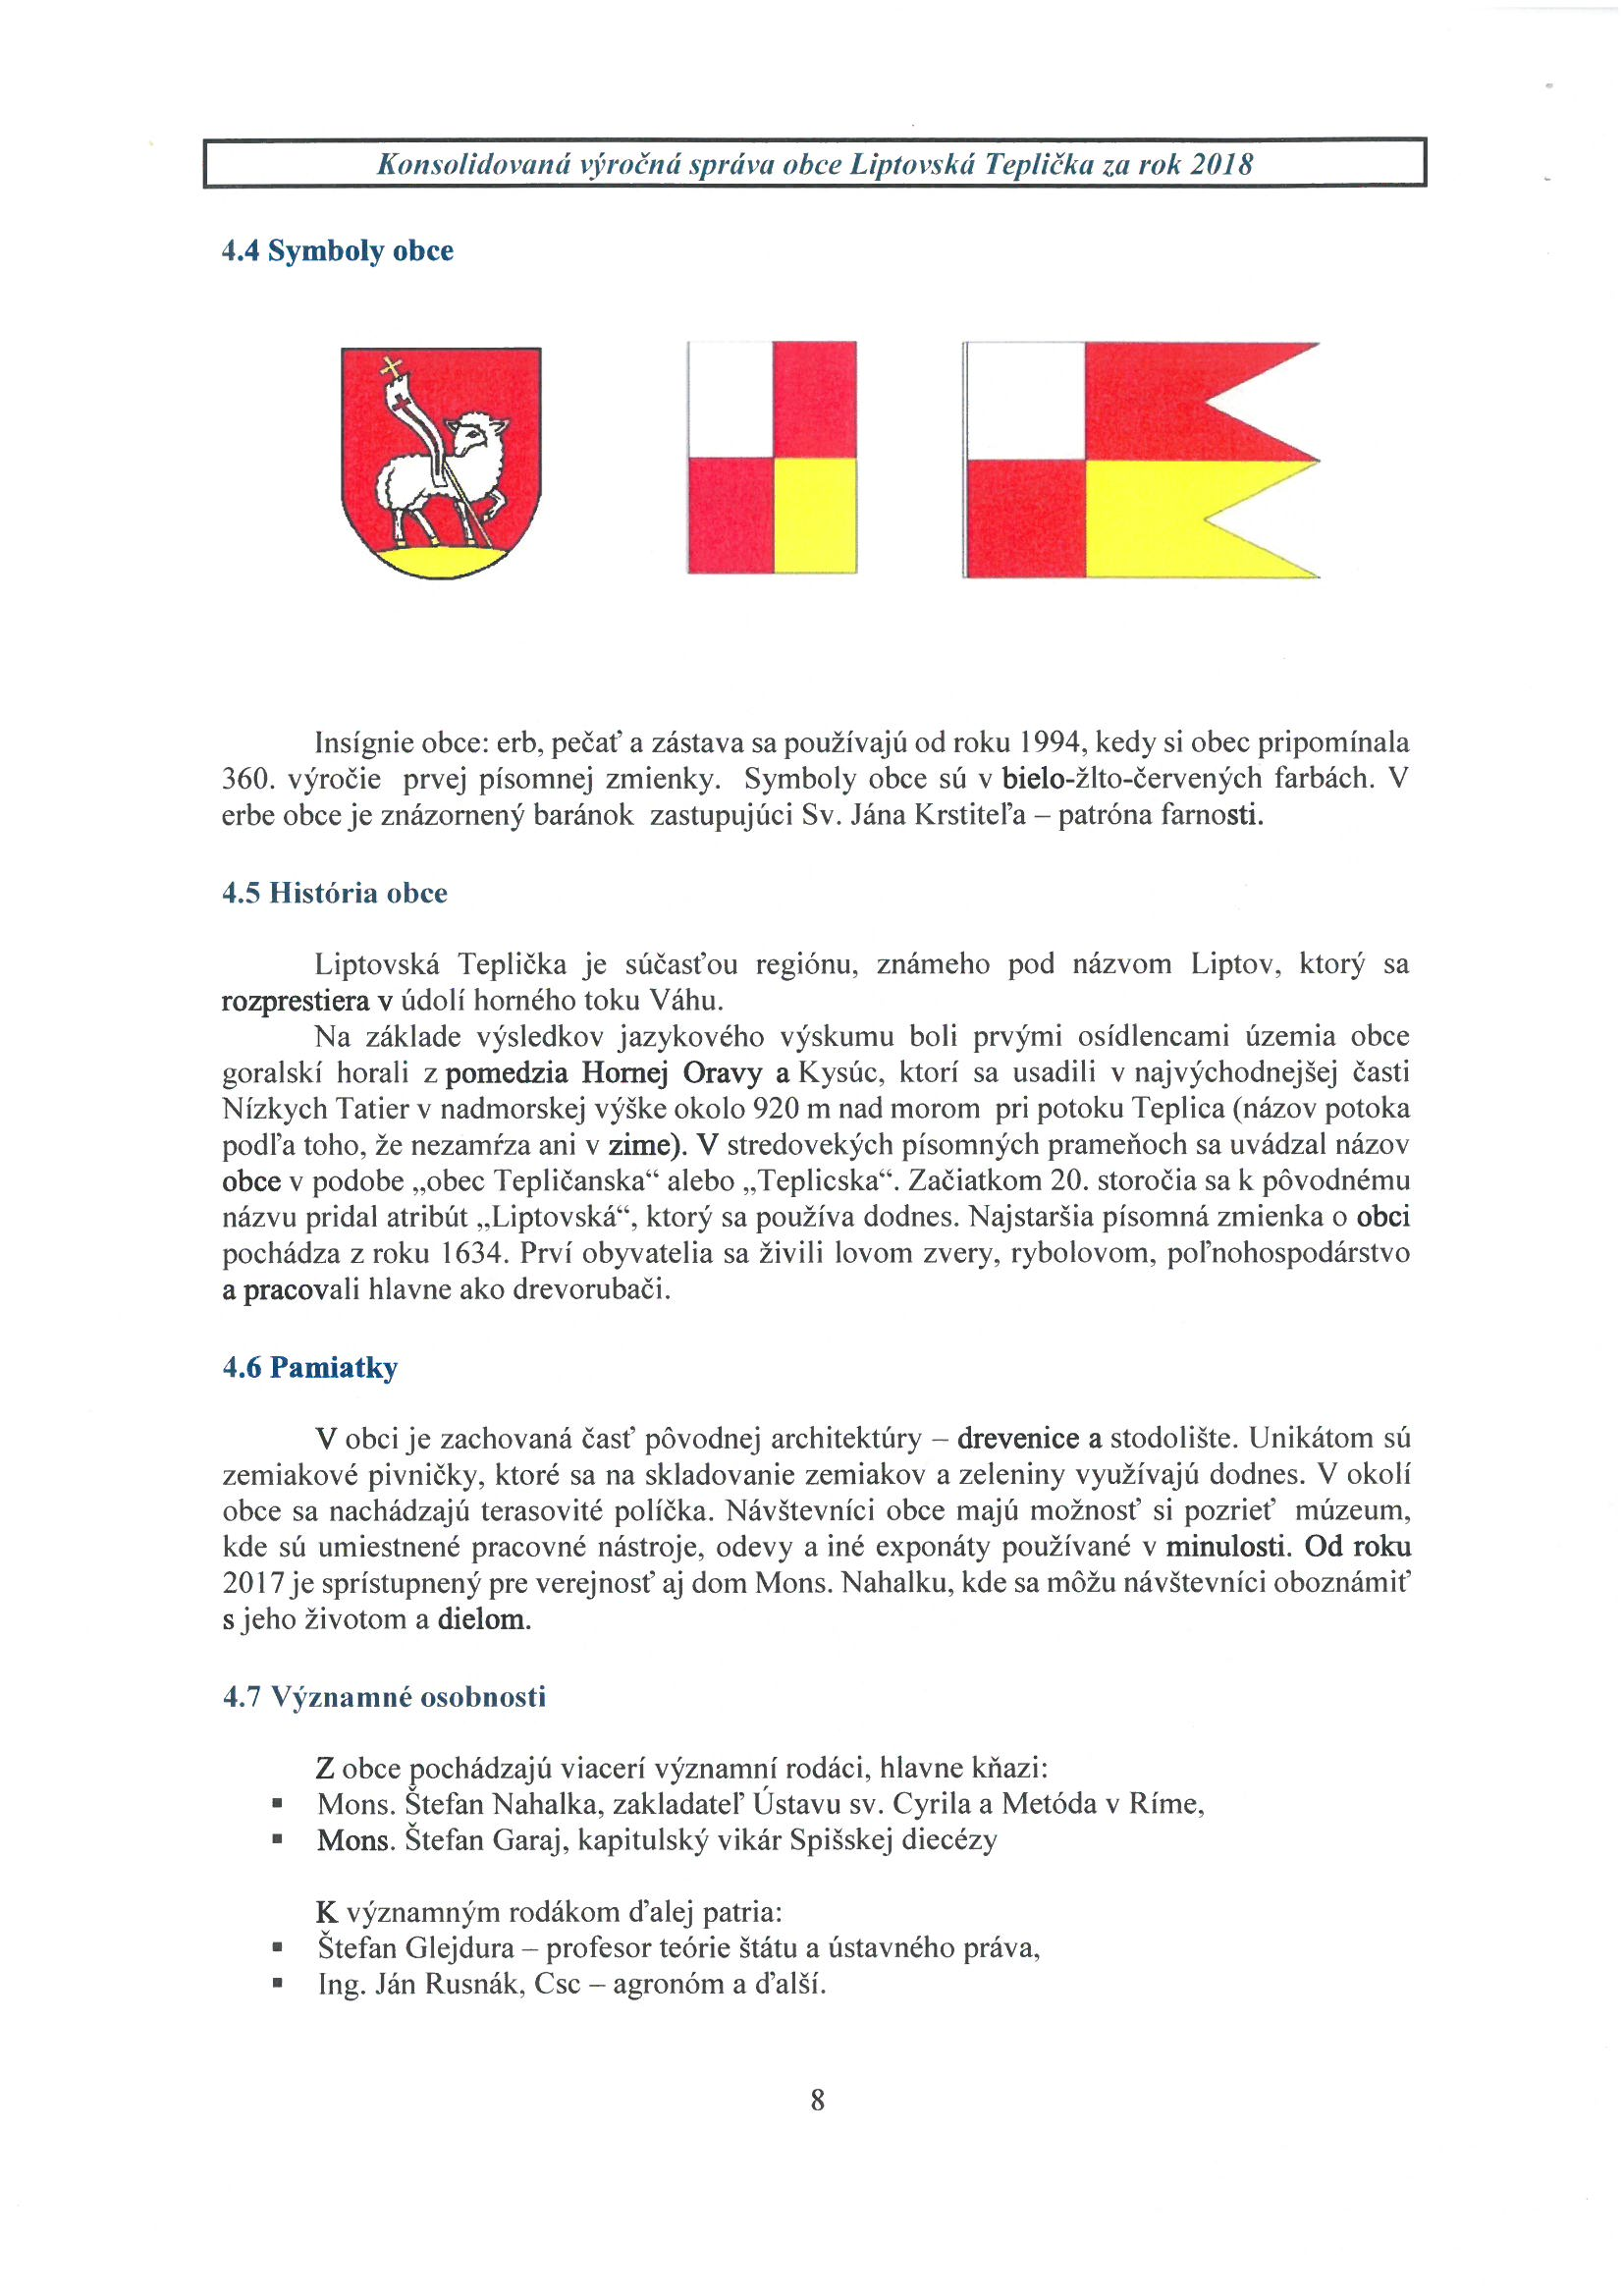 Konsolidovaná výročná správa obce Liptovská Teplička za rok 2018
4.4 Symboly obce
Insígnie obce: erb, pečať a zástava sa používajú od roku 1994, kedy si obec pripomínala
360. výročie prvej písomnej zmienky. Symboly obce sú v bielo-žlto-červených farbách. V
erbe obce je znázornený baránok zastupujúci Sv. Jána Krstiteľa – patróna farnosti.
4.5 História obce
Liptovská Teplička je súčasťou regiónu, známeho pod názvom Liptov, ktorý sa
rozprestiera v údolí horného toku Váhu.
Na základe výsledkov jazykového výskumu boli prvými osídlencami územia obce
goralskí horali z pomedzia Hornej Oravy a Kysúc, ktorí sa usadili v najvýchodnejšej časti
Nízkych Tatier v nadmorskej výške okolo 920 m nad morom pri potoku Teplica (názov potoka
podľa toho, že nezamŕza ani v zime). V stredovekých písomných prameňoch sa uvádzal názov
obce v podobe „obec Tepličanska“ alebo „Teplicska“. Začiatkom 20. storočia sa k pôvodnému
názvu pridal atribút „Liptovská“, ktorý sa používa dodnes. Najstaršia písomná zmienka o obci
pochádza z roku 1634. Prví obyvatelia sa živili lovom zvery, rybolovom, poľnohospodárstvo
a pracovali hlavne ako drevorubači.
4.6 Pamiatky
V obci je zachovaná časť pôvodnej architektúry – drevenice a stodolište. Unikátom sú
zemiakové pivničky, ktoré sa na skladovanie zemiakov a zeleniny využívajú dodnes. V okolí
obce sa nachádzajú terasovité políčka. Návštevníci obce majú možnosť si pozrieť múzeum,
kde sú umiestnené pracovné nástroje, odevy a iné exponáty používané v minulosti. Od roku
2017 je sprístupnený pre verejnosť aj dom Mons. Nahalku, kde sa môžu návštevníci oboznámiť
s jeho životom a dielom.
4.7 Významné osobnosti
Z obce pochádzajú viacerí významní rodáci, hlavne kňazi:
▪ Mons. Štefan Nahalka, zakladateľ Ústavu sv. Cyrila a Metóda v Ríme,
▪ Mons. Štefan Garaj, kapitulský vikár Spišskej diecézy
K významným rodákom ďalej patria:
▪ Štefan Glejdura – profesor teórie štátu a ústavného práva,
▪ Ing. Ján Rusnák, Csc – agronóm a ďalší.
8